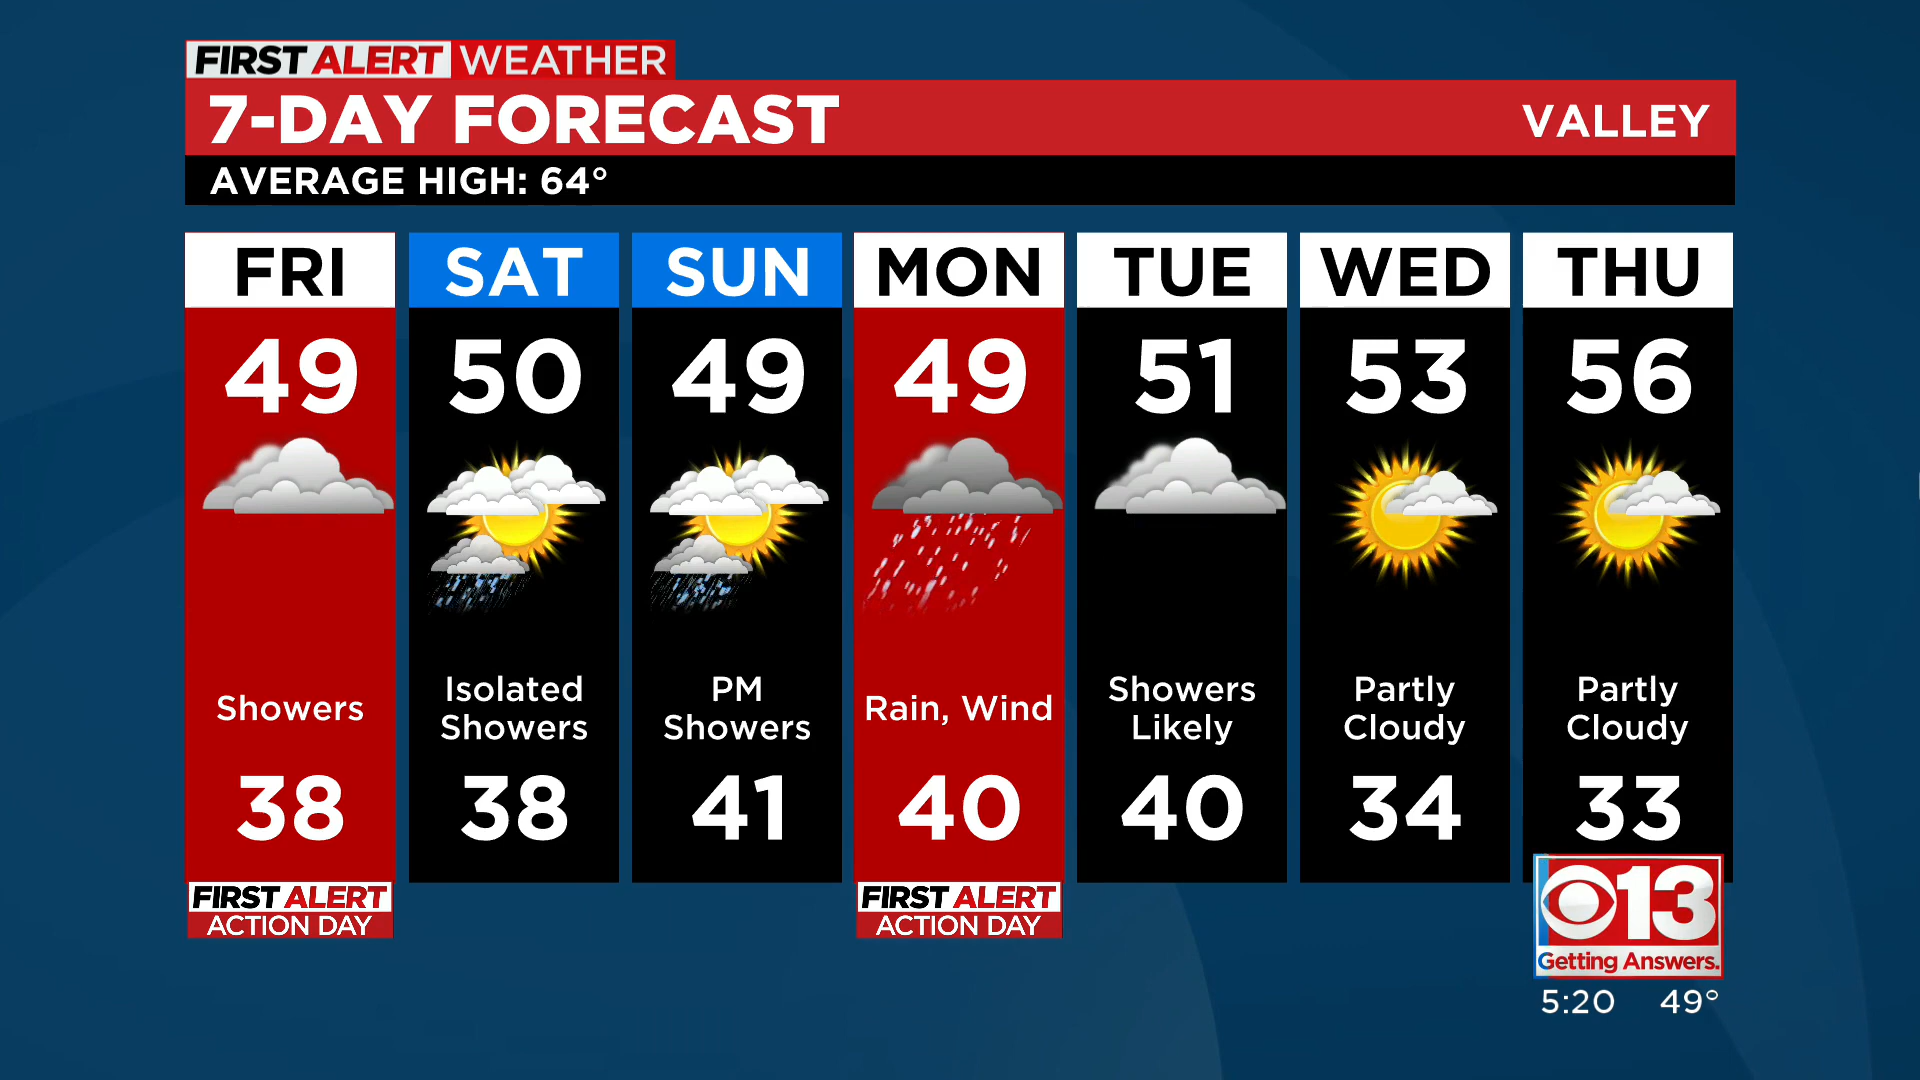 FIRST ALERT WEATHER
7-DAY FORECAST
VALLEY
AVERAGE HIGH: 64°
FRI
49
Showers
38
FIRST ALERT
ACTION DAY
SAT
50
Isolated
Showers
38
SUN
49
PM
Showers
41
MON
49
Rain, Wind
40
FIRST ALERT
ACTION DAY
TUE
51
Showers
Likely
40
WED
53
Partly
Cloudy
34
THU
56
Partly
Cloudy
33
13
Getting Answers.
5:20 49°